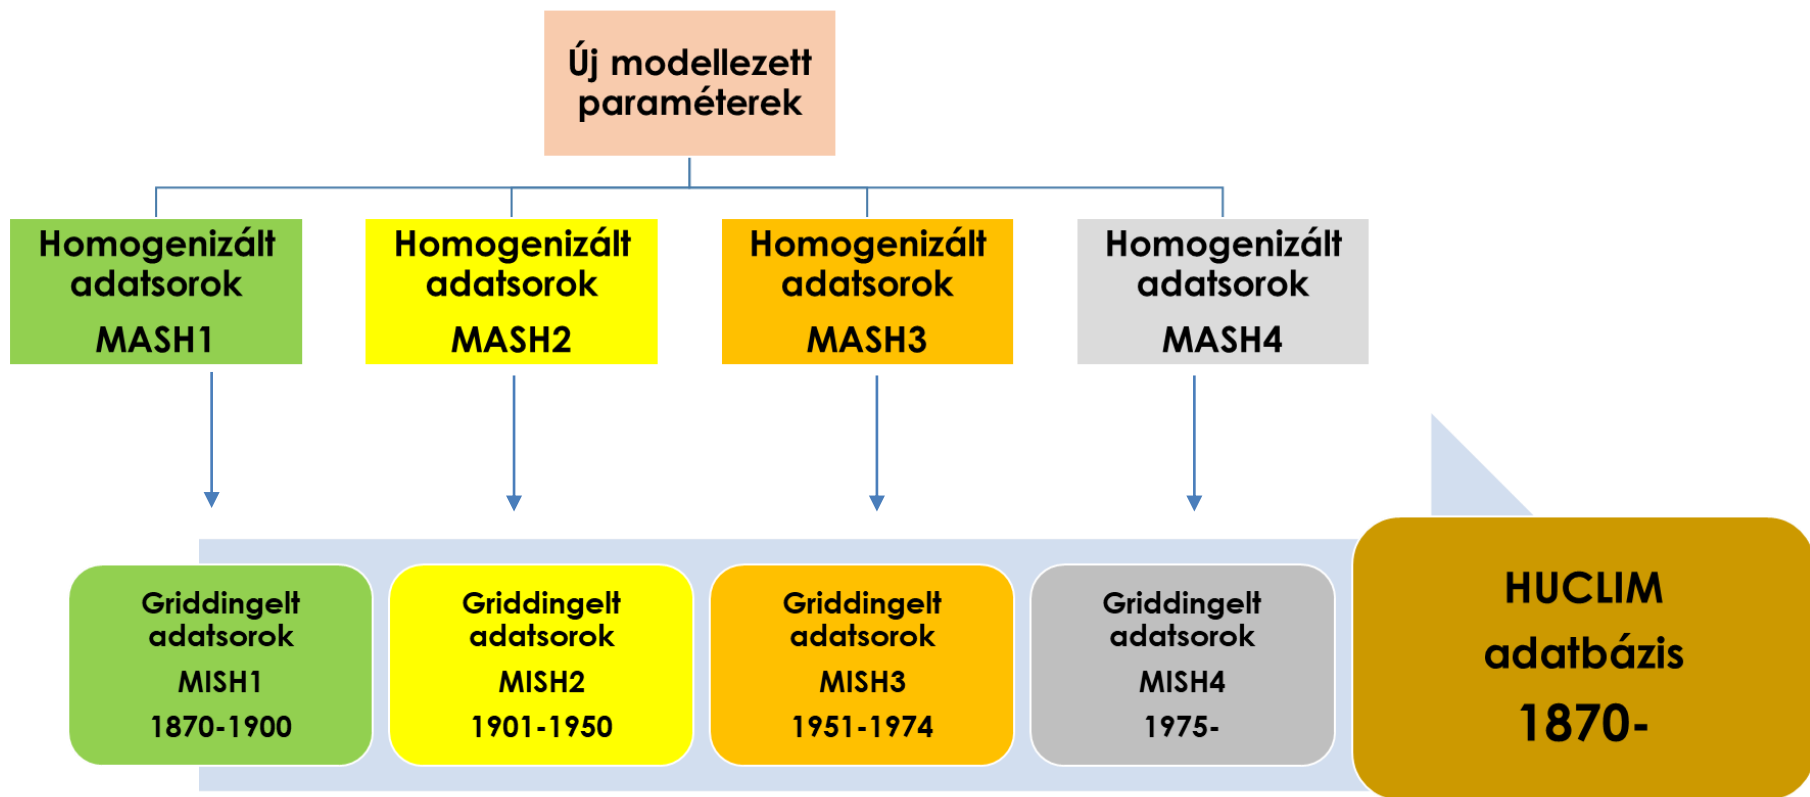 Új modellezett
paraméterek
Homogenizált
adatsorok
MASH1
Homogenizált
adatsorok
MASH2
Homogenizált
adatsorok
MASH3
Homogenizált
adatsorok
MASH4
Griddingelt
adatsorok
MISH1
1870-1900
Griddingelt
adatsorok
MISH2
1901-1950
Griddingelt
adatsorok
MISH3
1951-1974
Griddingelt
adatsorok
MISH4
1975-
HUCLIM
adatbázis
1870-